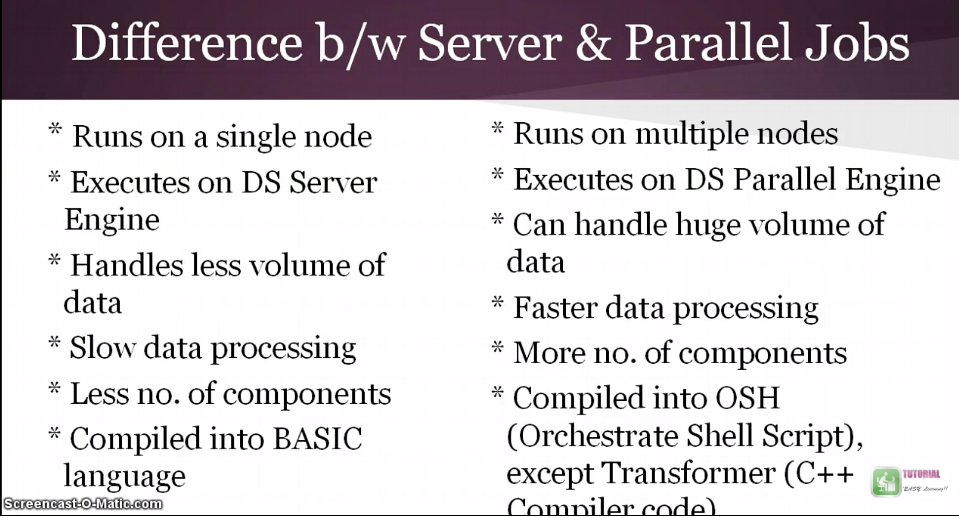 Difference b/w Server & Parallel Jobs
* Runs on a single node
* Executes on DS Server
Engine
* Handles less volume of
data
* Slow data processing
* Less no. of components
* Compiled into BASIC
language
* Runs on multiple nodes
* Executes on DS Parallel Engine
* Can handle huge volume of
data
* Faster data processing
* More no. of components
* Compiled into OSH
(Orchestrate Shell Script),
except Transformer (C++
Compiler code)
TUTORIAL
"EASY Learning!!
Screencast-O-Matic.com